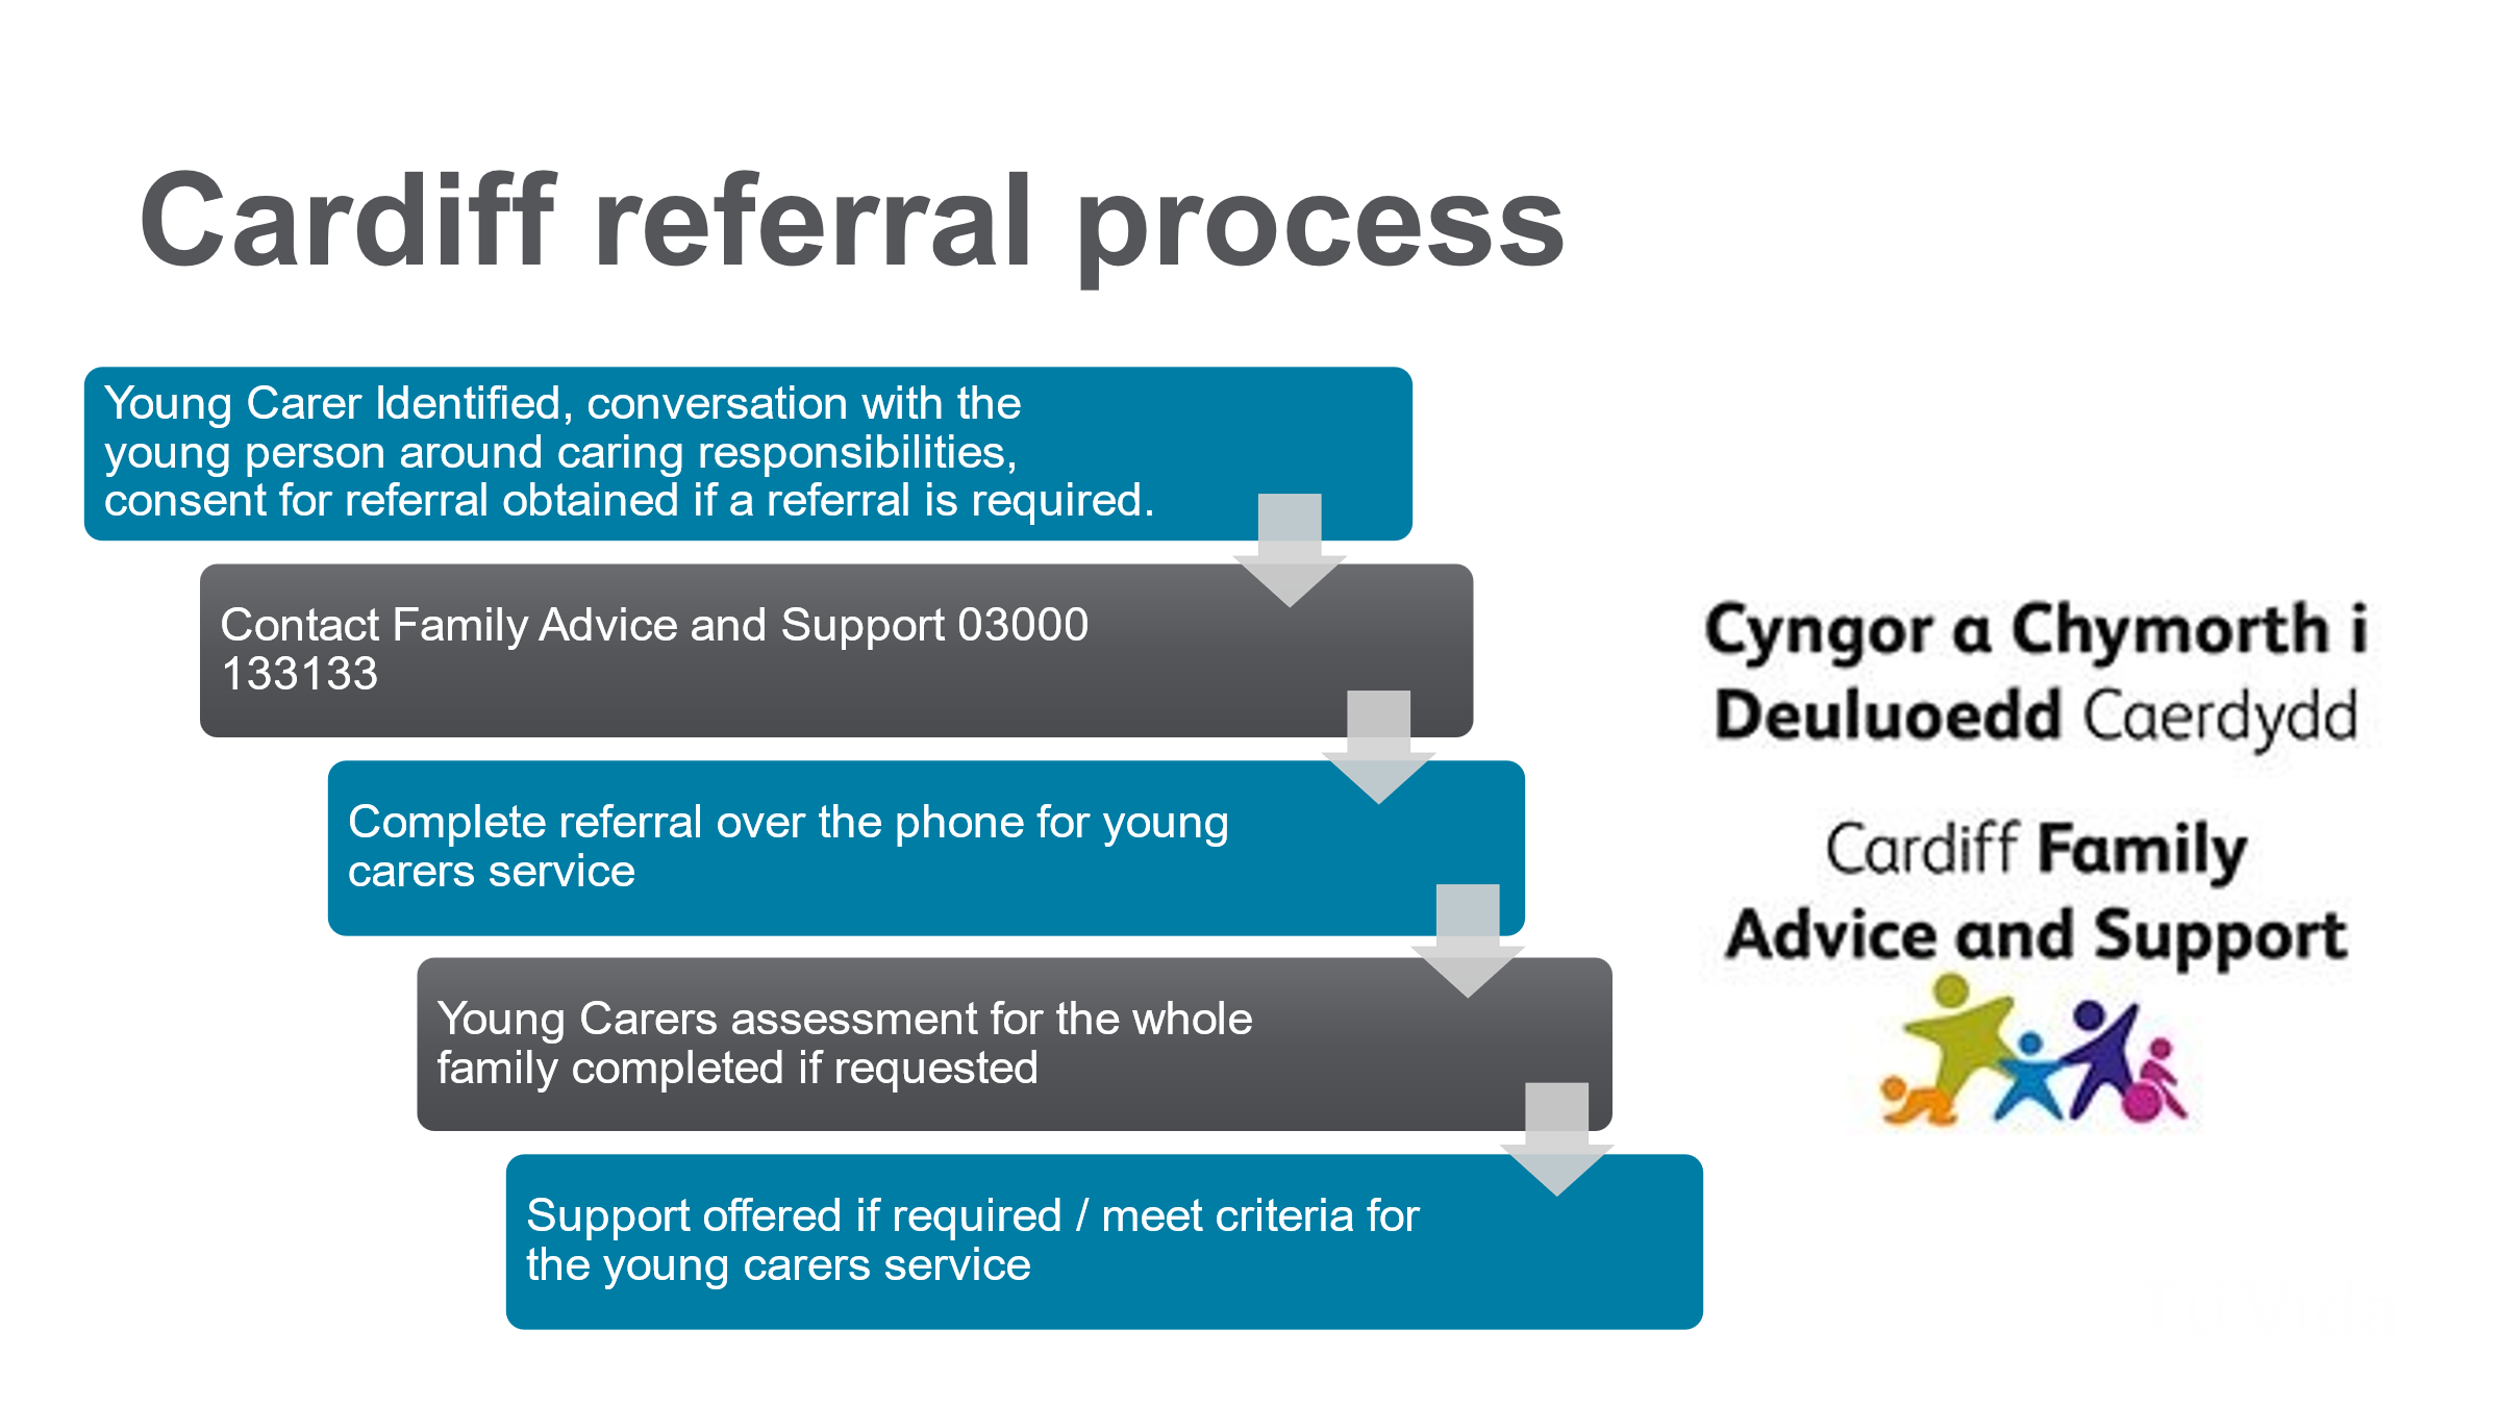 Cardiff referral process
Young Carer Identified, conversation with the
young person around caring responsibilities,
consent for referral obtained if a referral is required.
Contact Family Advice and Support 03000
133133
Complete referral over the phone for young
carers service
Young Carers assessment for the whole
family completed if requested
Support offered if required / meet criteria for
the young carers service
Cyngor a Chymorth i
Deuluoedd Caerdydd
Cardiff Family
Advice and Support